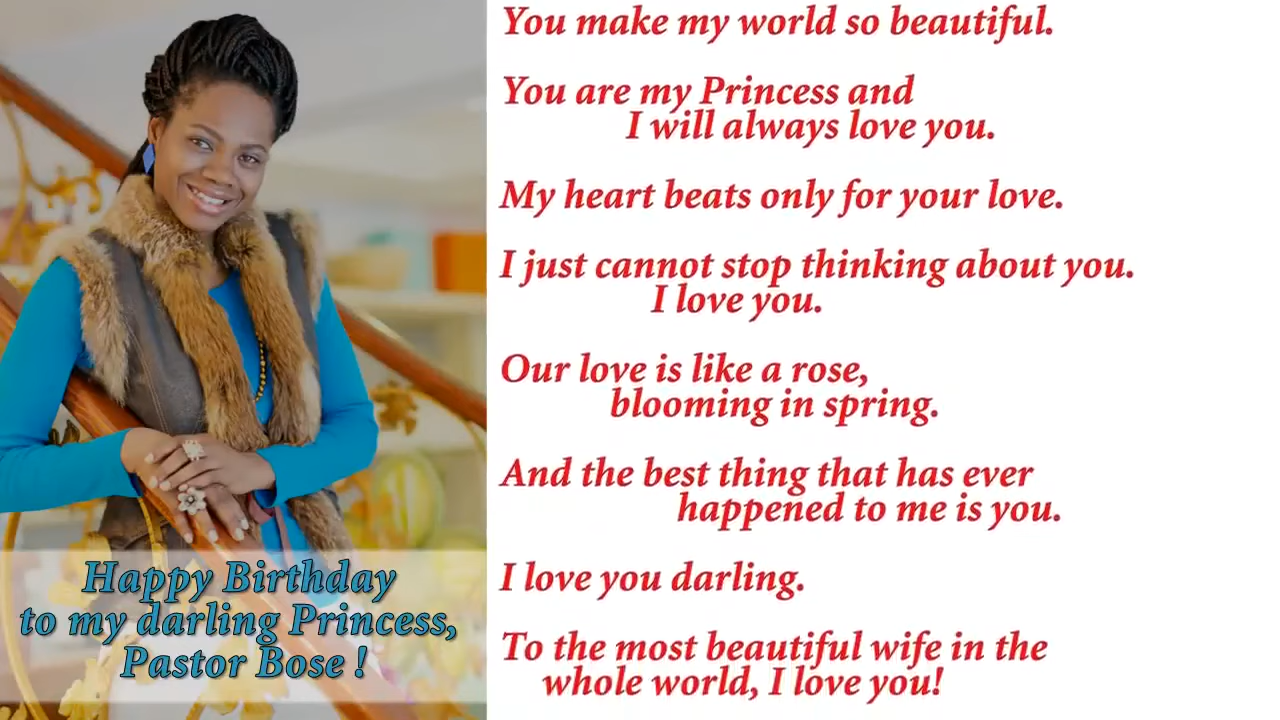 You make my world so beautiful.
You are my Princess and
I will always love you.
My heart beats only for your love.
I just cannot stop thinking about you.
I love you.
Our love is like a rose,
blooming in spring.
And the best thing that has ever
happened to me is you.
I love you darling.
To the most beautiful wife in the
whole world, I love you!
Happy Birthday
to my darling Princess,
Pastor Bose !